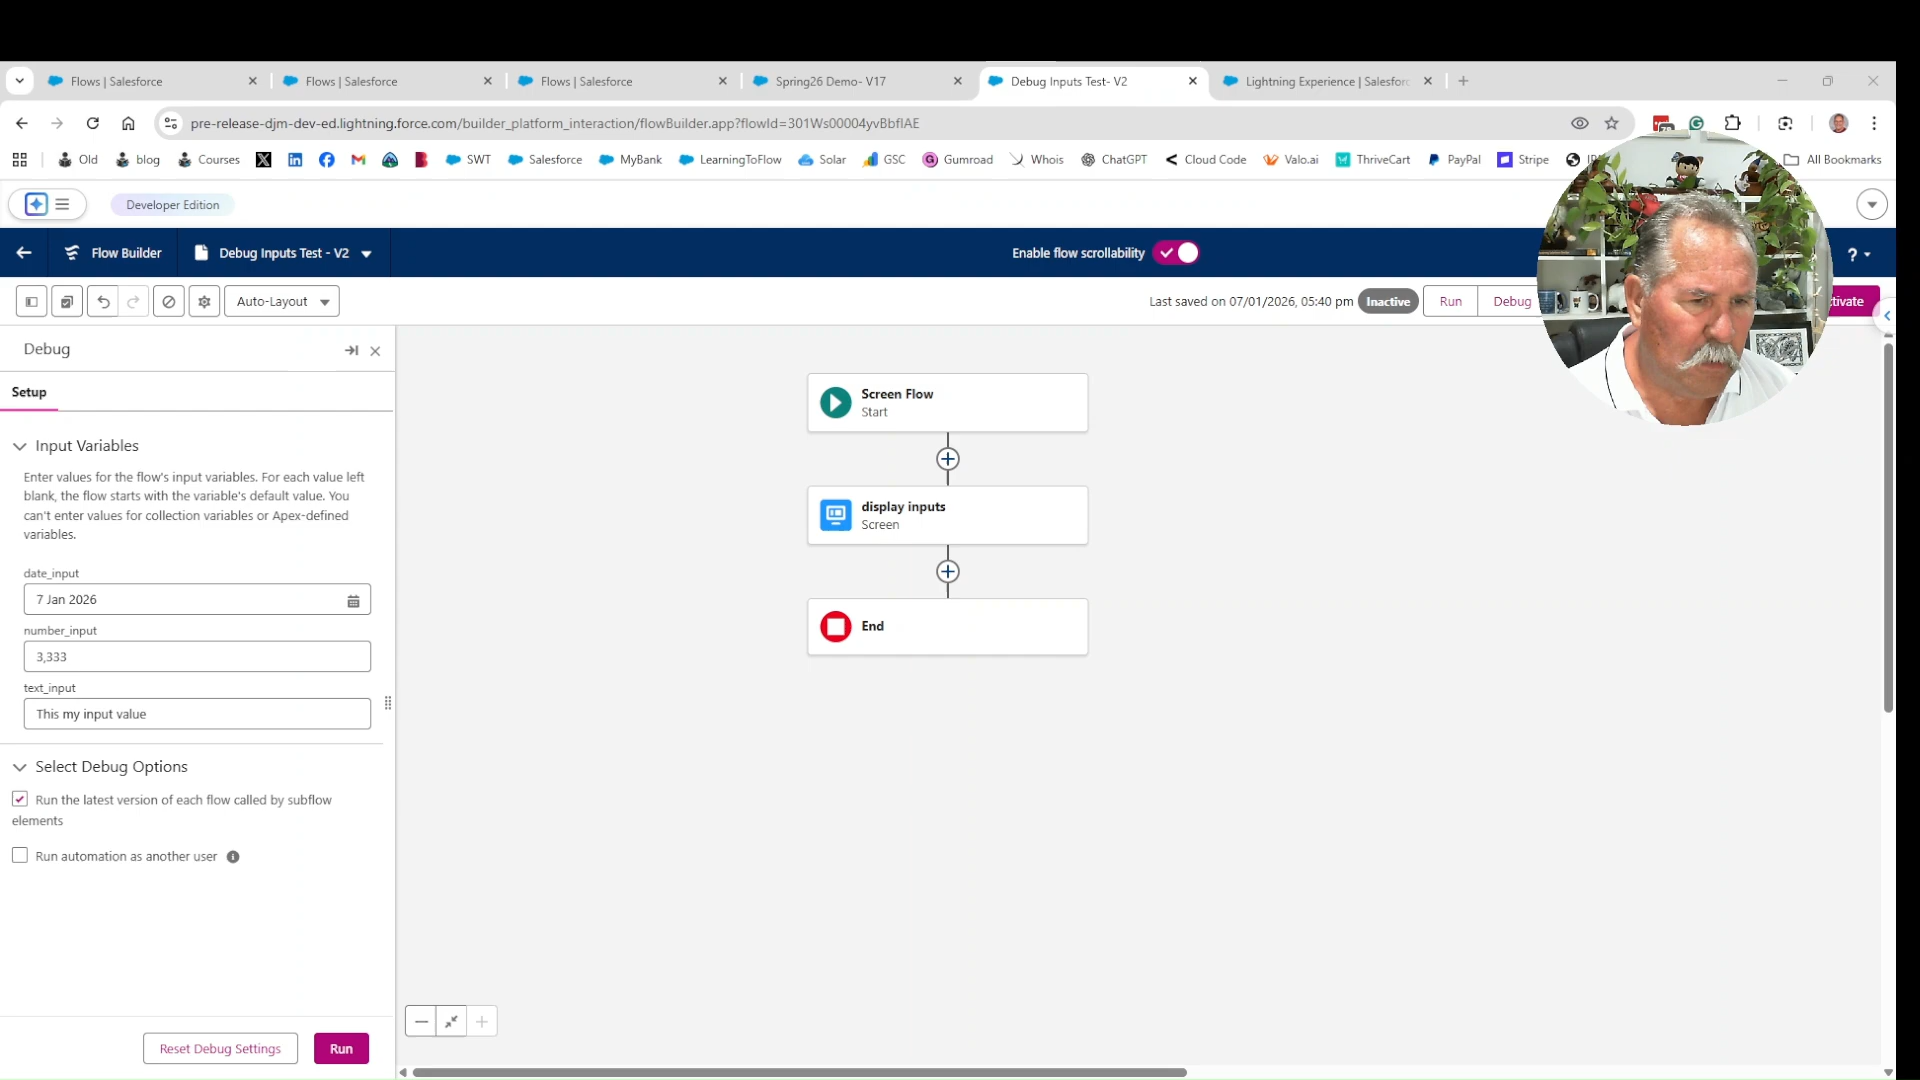 Flows | Salesforce
Flows | Salesforce
Flows | Salesforce
Spring26 Demo- V17
Debug Inputs Test- V2
Lightning Experience | Salesforc
pre-release-djm-dev-ed.lightning.force.com/builder_platform_interaction/flowBuilder.app?flowId=301Ws00004yvBbfIAE
Old
blog
Courses
SWT
Salesforce
MyBank
LearningToFlow
Solar
GSC
Gumroad
Whois
ChatGPT
Cloud Code
Valo.ai
ThriveCart
PayPal
Stripe
All Bookmarks
Developer Edition
Flow Builder
Debug Inputs Test - V2
Enable flow scrollability
?
Auto-Layout
Last saved on 07/01/2026, 05:40 pm
Inactive
Run
Debug
tivate
Debug
Setup
Input Variables
Enter values for the flow's input variables. For each value left
blank, the flow starts with the variable's default value. You
can't enter values for collection variables or Apex-defined
variables.
date_input
7 Jan 2026
number_input
3,333
text_input
This my input value
Select Debug Options
Run the latest version of each flow called by subflow
elements
Run automation as another user
Reset Debug Settings
Run
Screen Flow
Start
display inputs
Screen
End